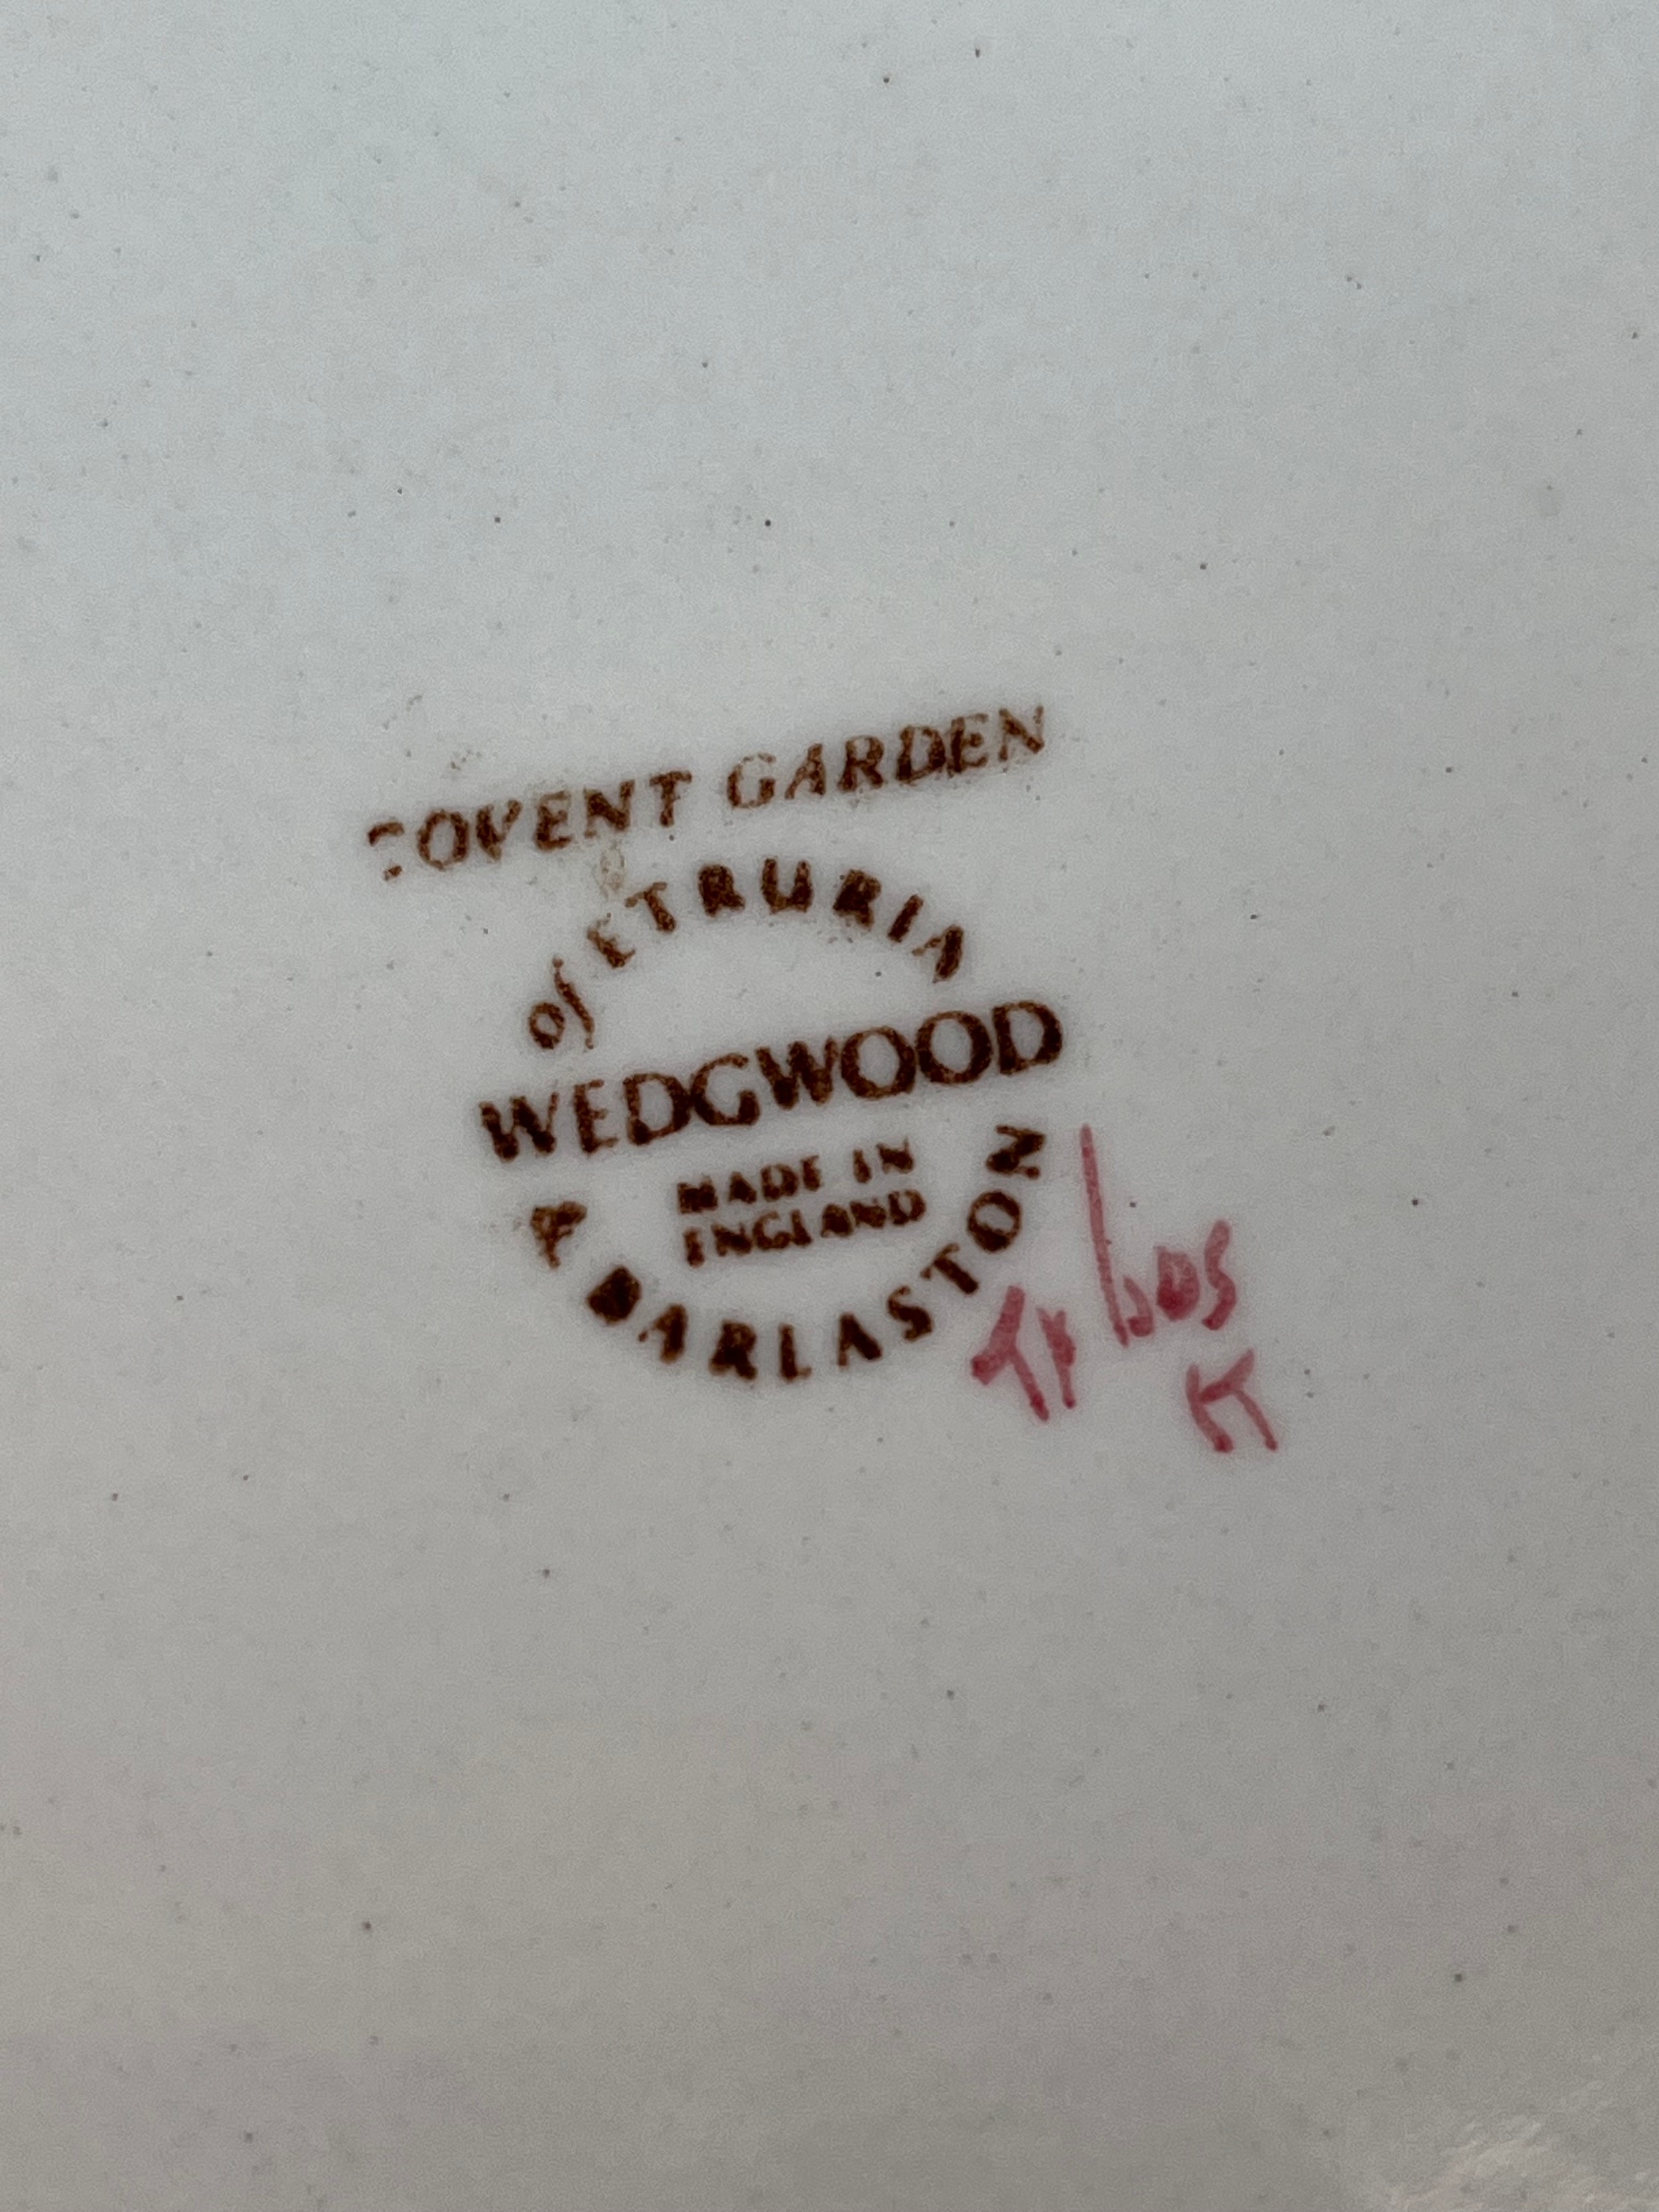 COVENT GARDEN
of ETRURIA
WEDGWOOD
MADE IN
ENGLAND
& BARLASTON